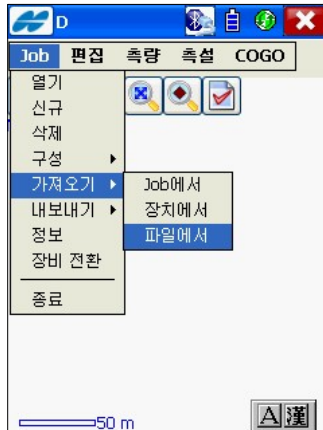 D
Job 편집 측량 측설 COGO
열기
신규
삭제
구성
가져오기
Job에서
내보내기
장치에서
정보
파일에서
장비 전환
종료
50 m
A 漢